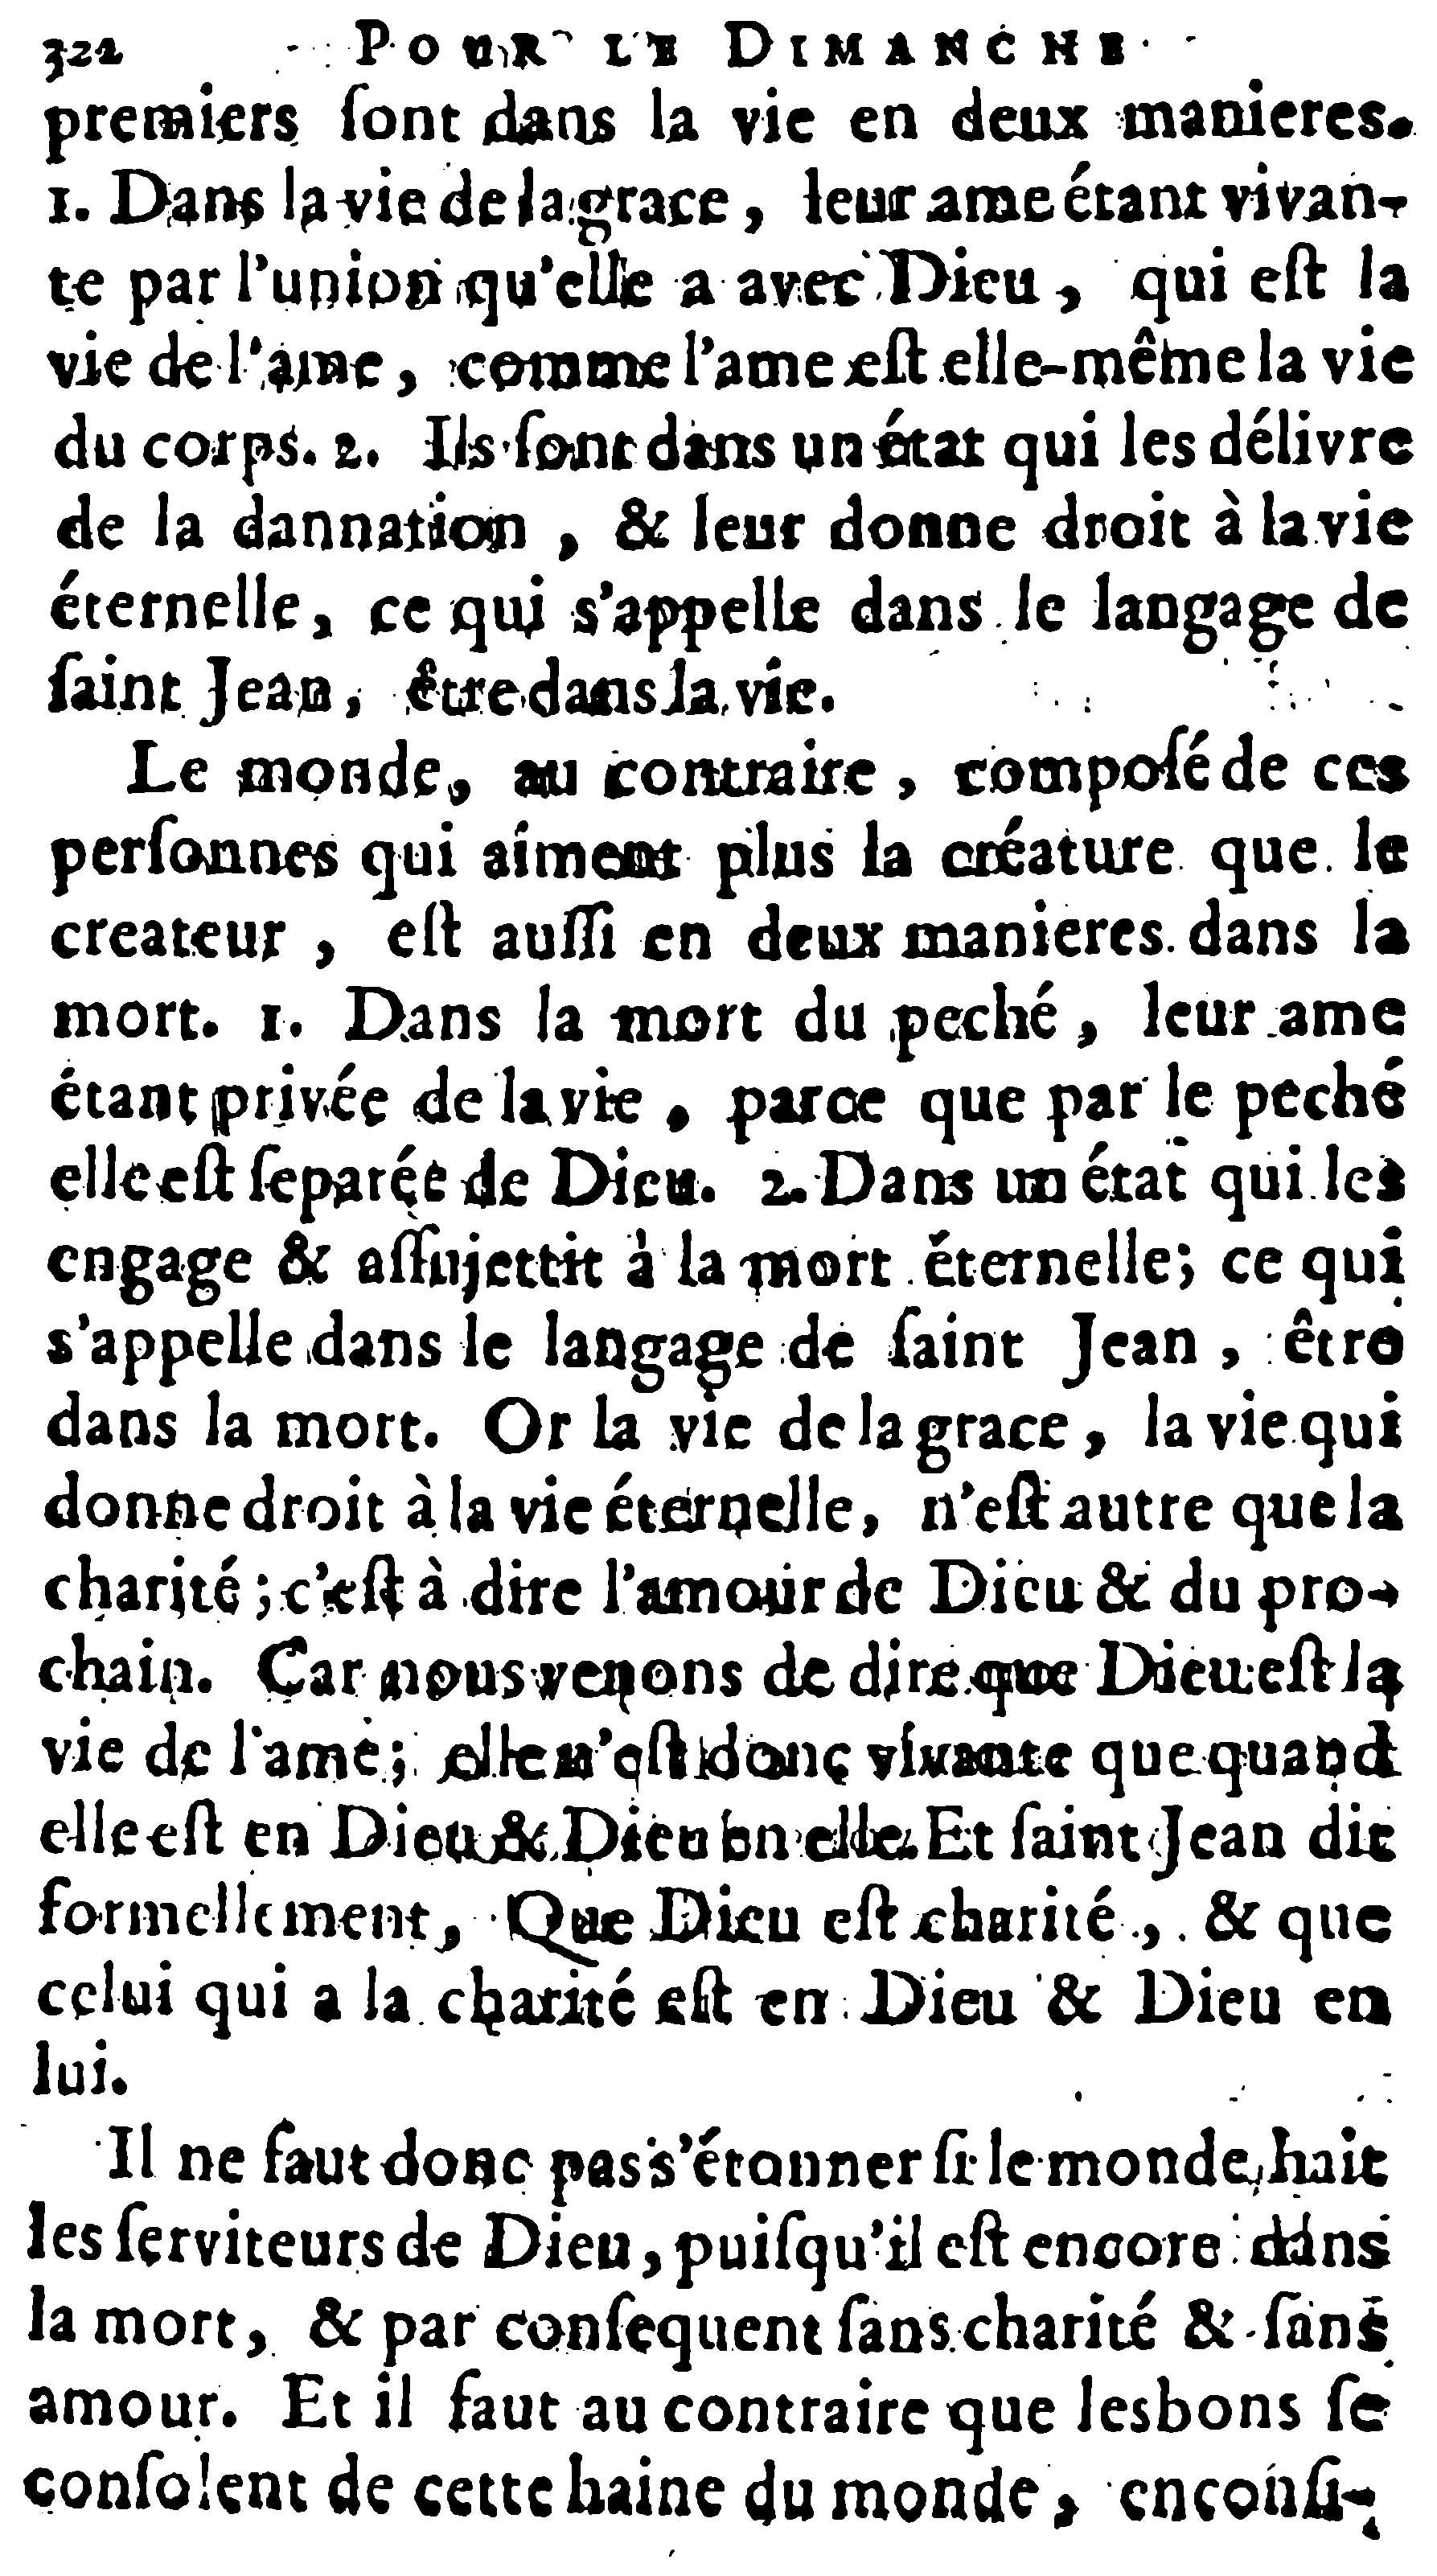 322 POUR LE DIMANCHE
premiers ſont dans la vie en deux manieres.
1. Dans la vie de la grace, leur ame étant vivan-
te par l'union qu'elle a avec Dieu, qui eſt la
vie de l'ame, comme l'ame eſt elle-même la vie
du corps. 2. Ils ſont dans un état qui les délivre
de la dannation, & leur donne droit à la vie
éternelle, ce qui s'appelle dans le langage de
ſaint Jean, être dans la vie.
Le monde, au contraire, compoſé de ces
perſonnes qui aiment plus la créature que le
createur, eſt auſſi en deux manieres dans la
mort. 1. Dans la mort du peché, leur ame
étant privée de la vie, parce que par le peché
elle eſt ſeparée de Dieu. 2. Dans un état qui les
engage & aſſujettit à la mort éternelle; ce qui
s'appelle dans le langage de ſaint Jean, être
dans la mort. Or la vie de la grace, la vie qui
donne droit à la vie éternelle, n'eſt autre que la
charité; c'eſt à dire l'amour de Dieu & du pro-
chain. Car nous venons de dire que Dieu eſt la
vie de l'ame; elle n'eſt donc vivante que quand
elle eſt en Dieu & Dieu en elle. Et ſaint Jean dit
formellement, Que Dieu eſt charité, & que
celui qui a la charité eſt en Dieu & Dieu en
lui.
Il ne faut donc pas s'étonner ſi le monde hait
les ſerviteurs de Dieu, puiſqu'il eſt encore dans
la mort, & par conſequent ſans charité & ſans
amour. Et il faut au contraire que les bons ſe
conſolent de cette haine du monde, en conſi-